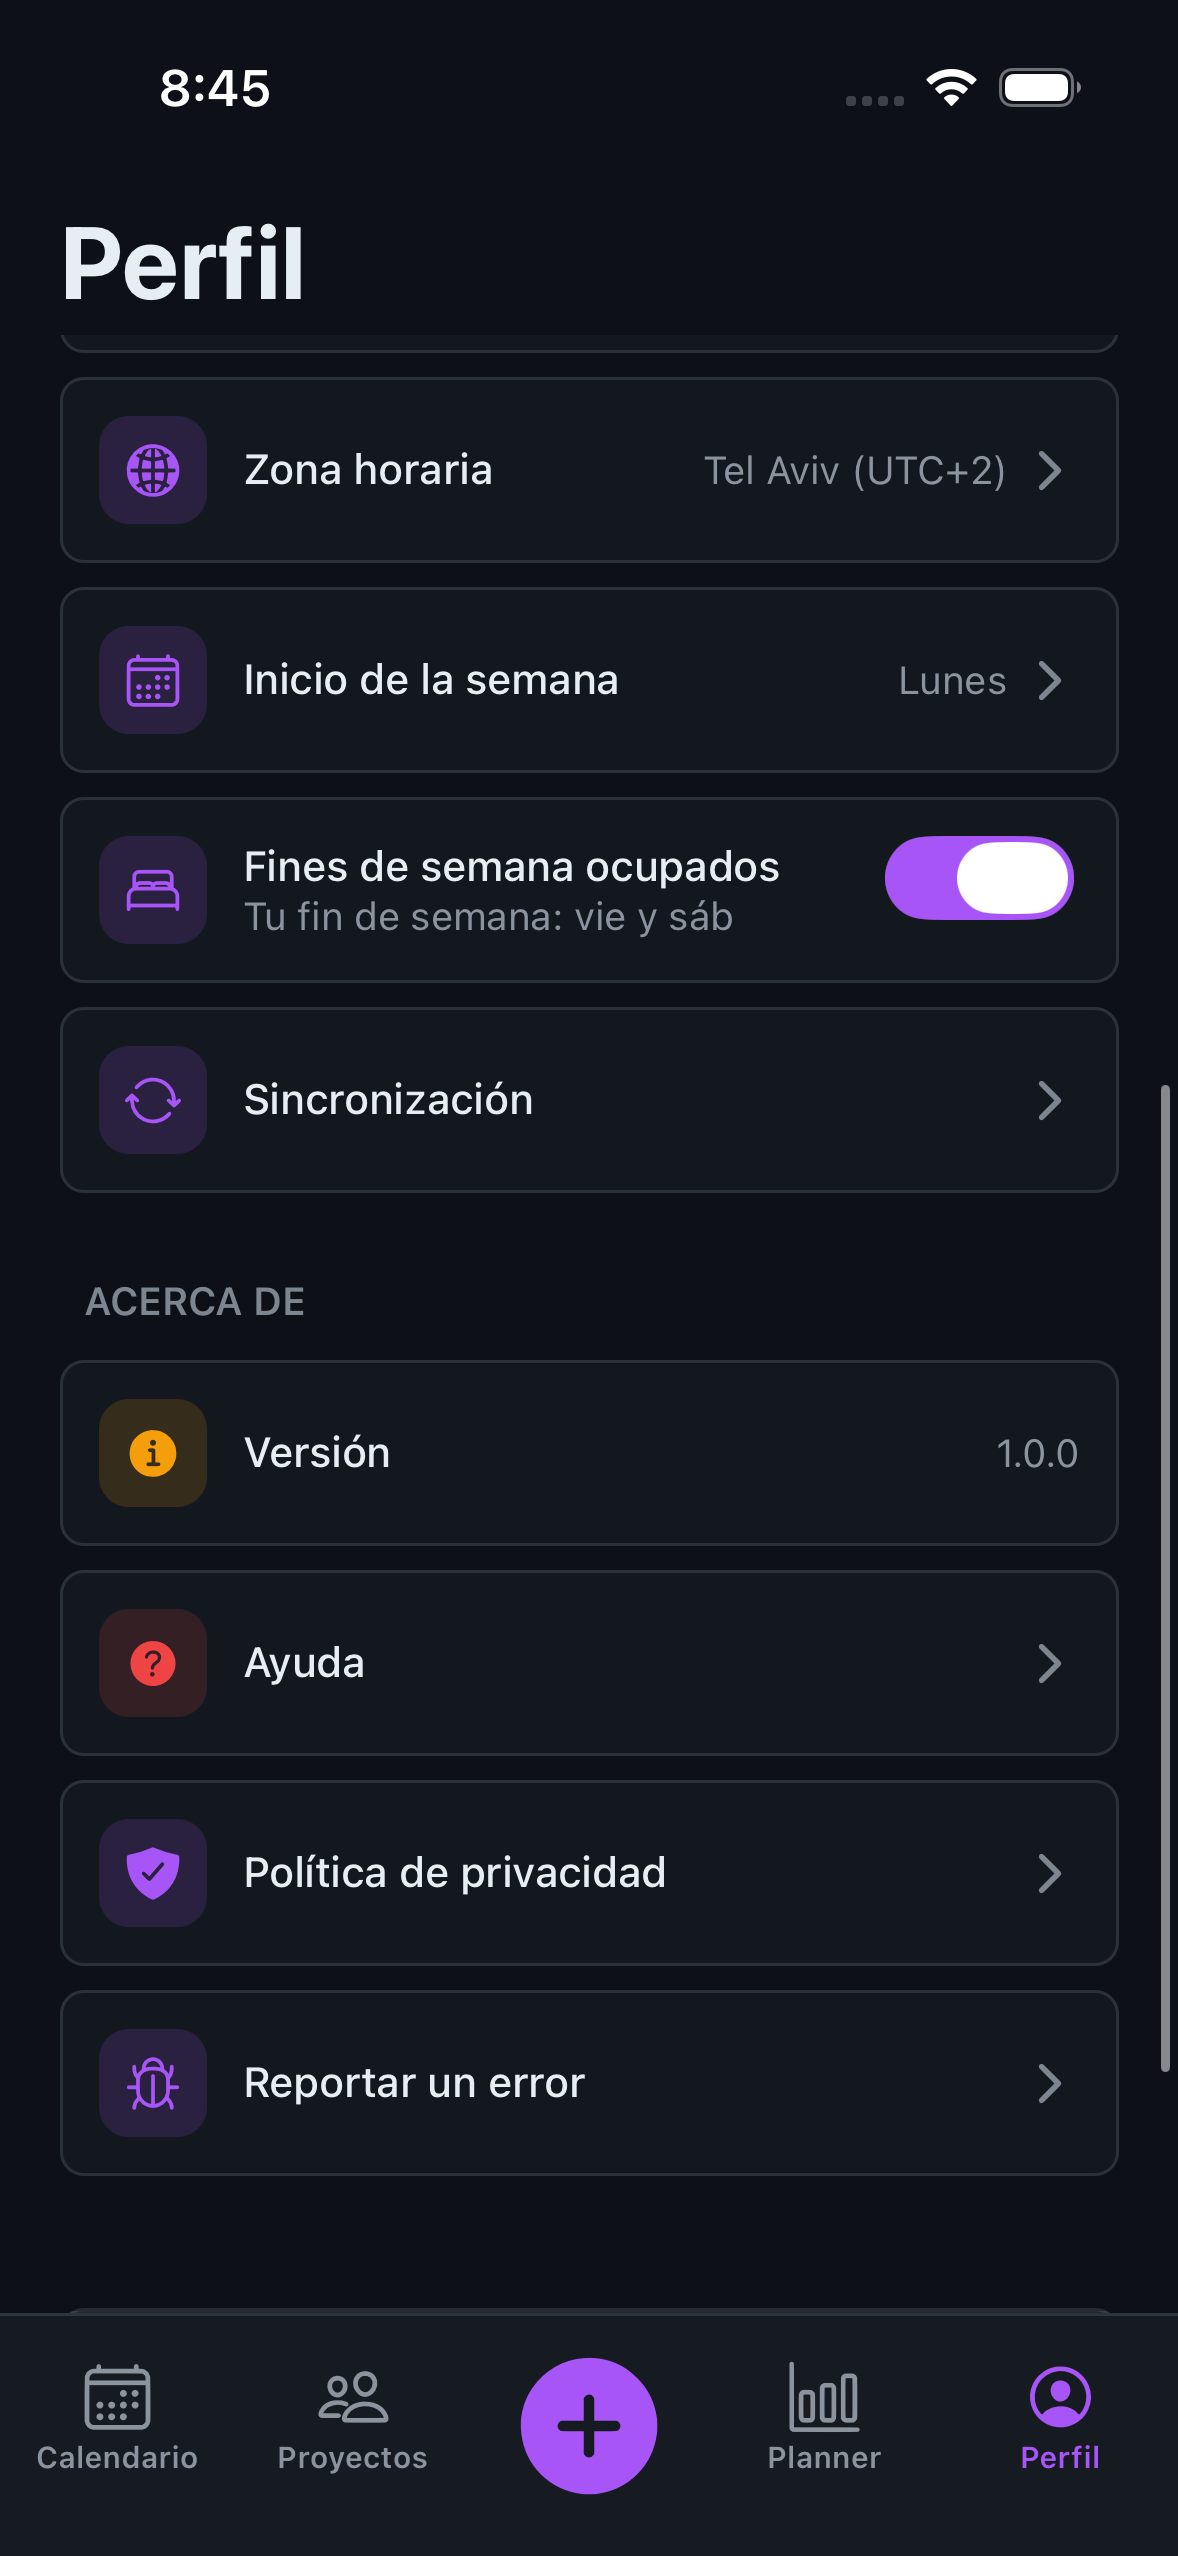 8:45
Perfil
Zona horaria
Tel Aviv (UTC+2)
Inicio de la semana
Lunes
Fines de semana ocupados
Tu fin de semana: vie y sáb
Sincronización
ACERCA DE
Versión
1.0.0
Ayuda
Política de privacidad
Reportar un error
Calendario
Proyectos
Planner
Perfil